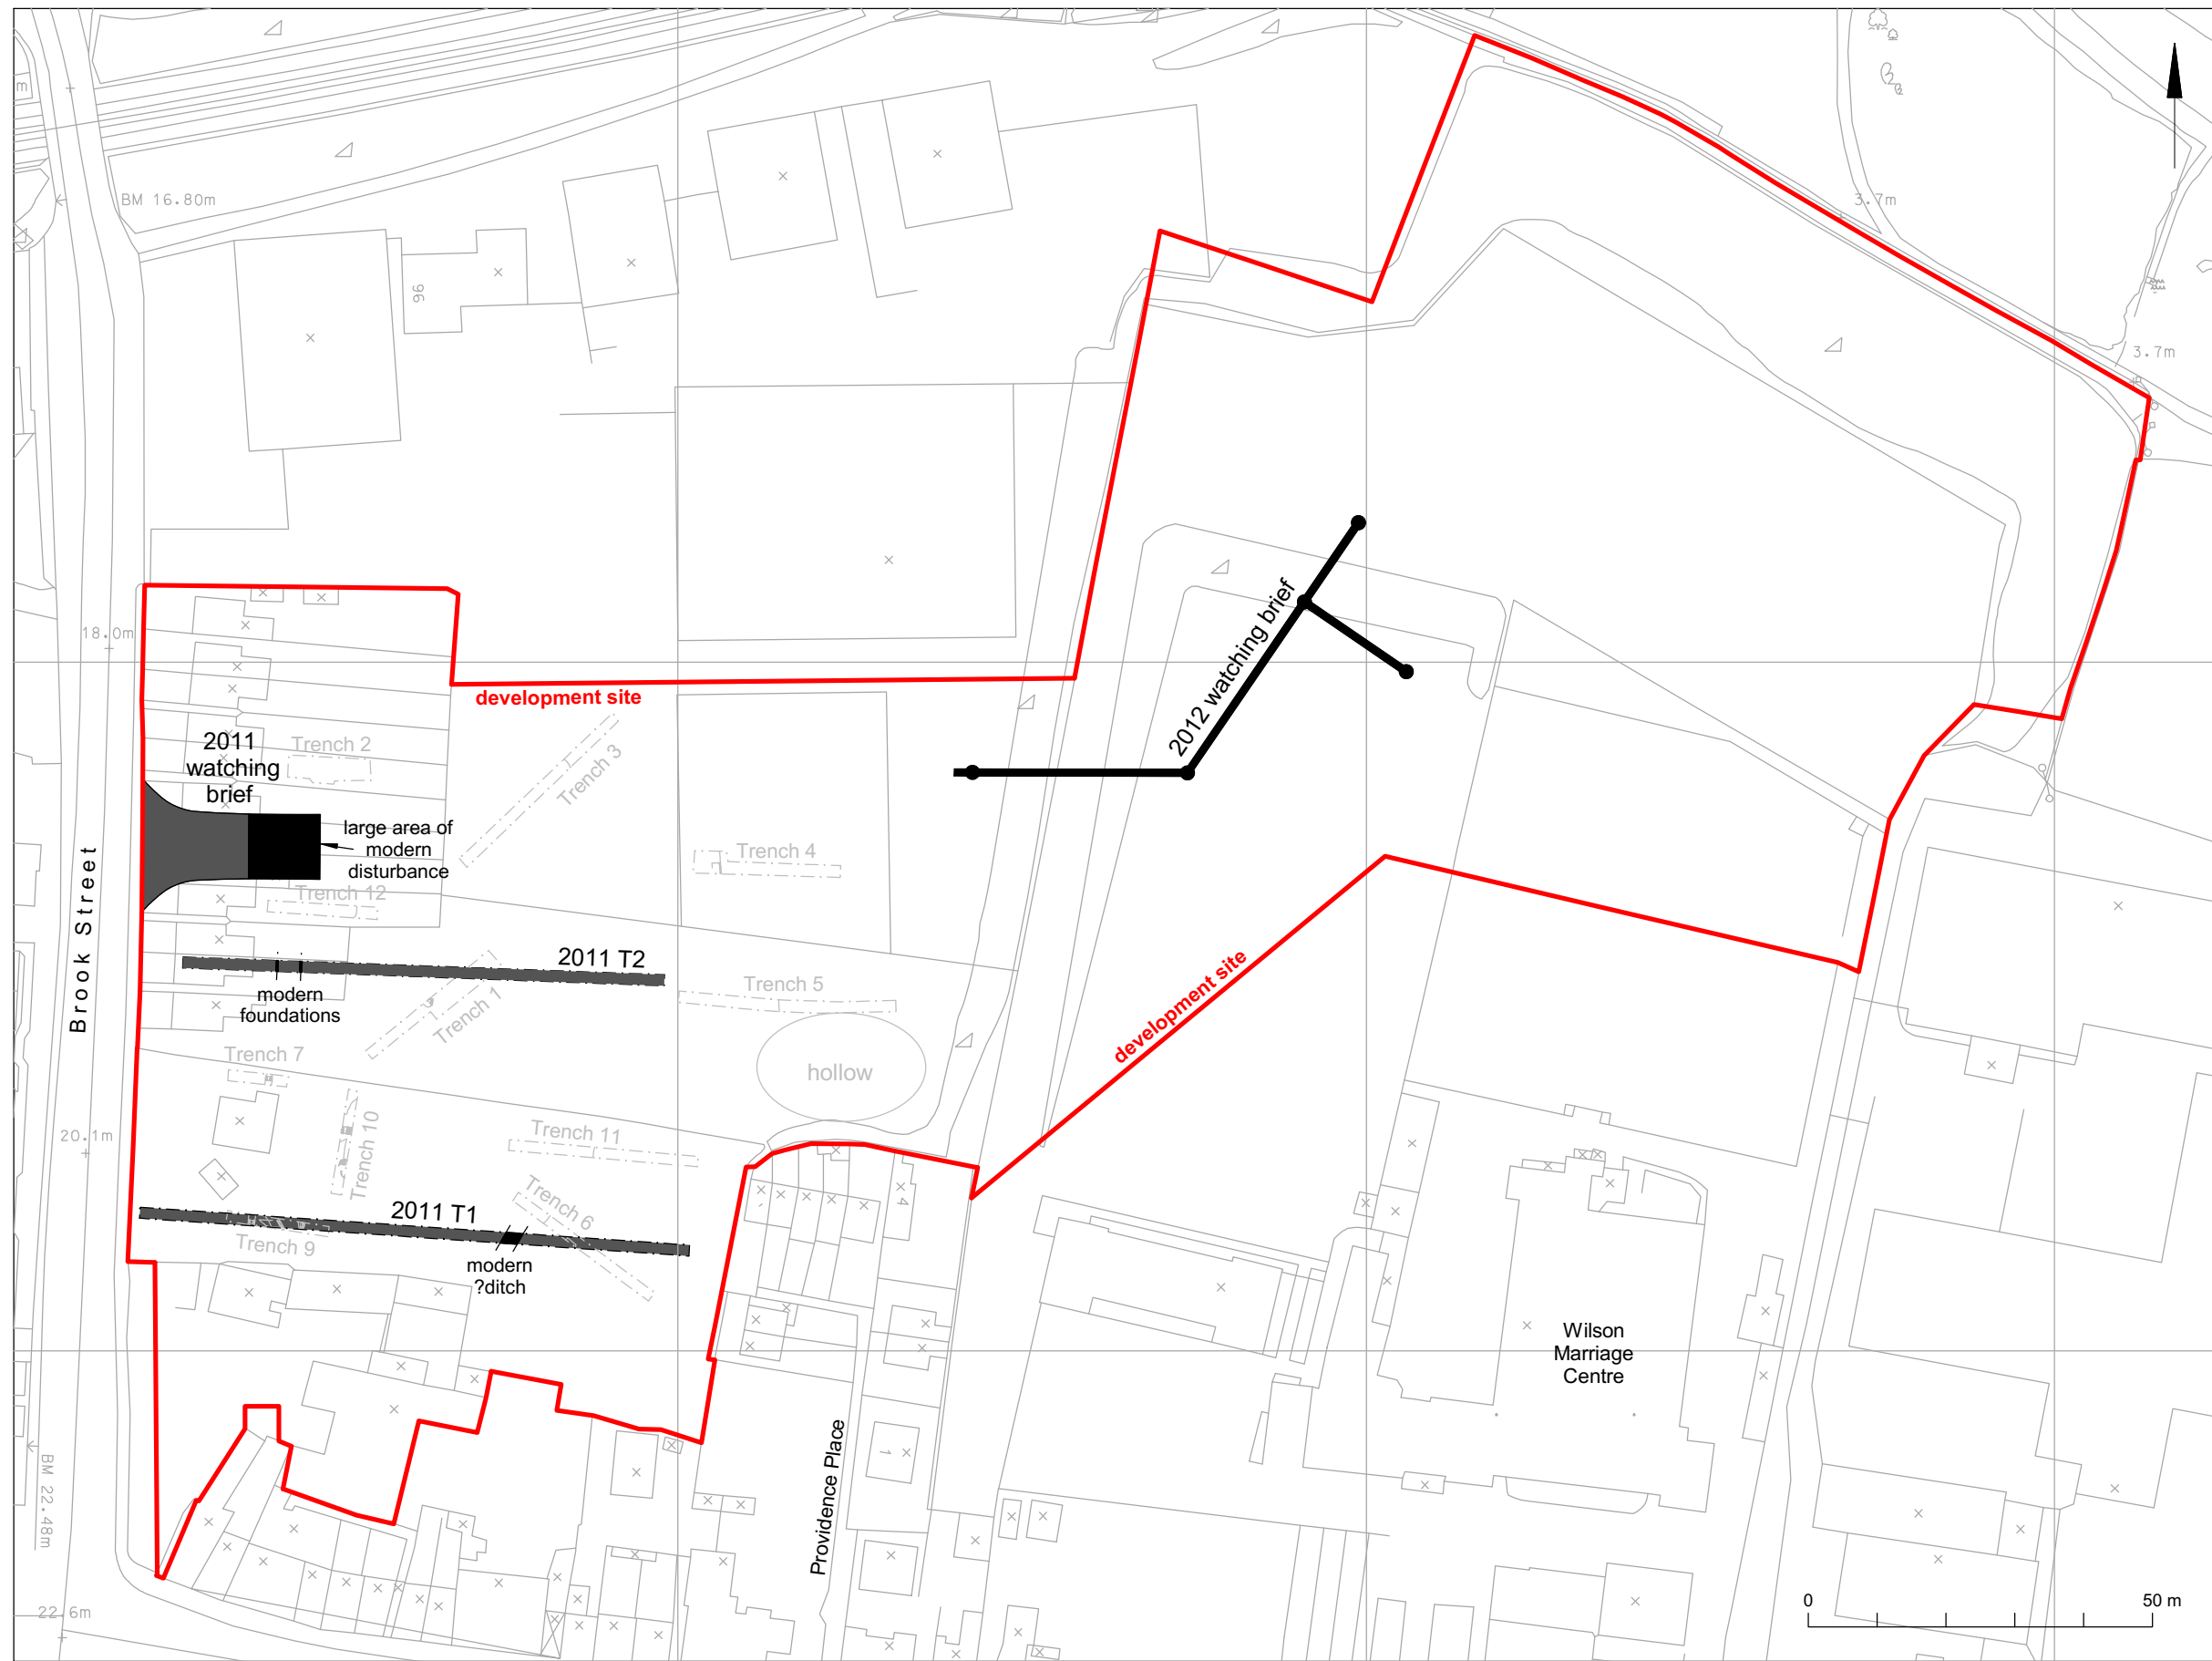 m
BM 16.80m
96
3.7m
3.7m
18.0m
development site
2011
watching
brief
Trench 2
Trench 3
2012 watching brief
large area of
modern
disturbance
Trench 4
Trench 12
Brook Street
2011 T2
modern
foundations
Trench 1
Trench 5
hollow
development site
Trench 7
Trench 10
Trench 11
20.1m
2011 T1
Trench 6
Trench 9
modern
?ditch
4
Wilson
Marriage
Centre
Providence Place
1
BM 22.48m
22.6m
0
50 m